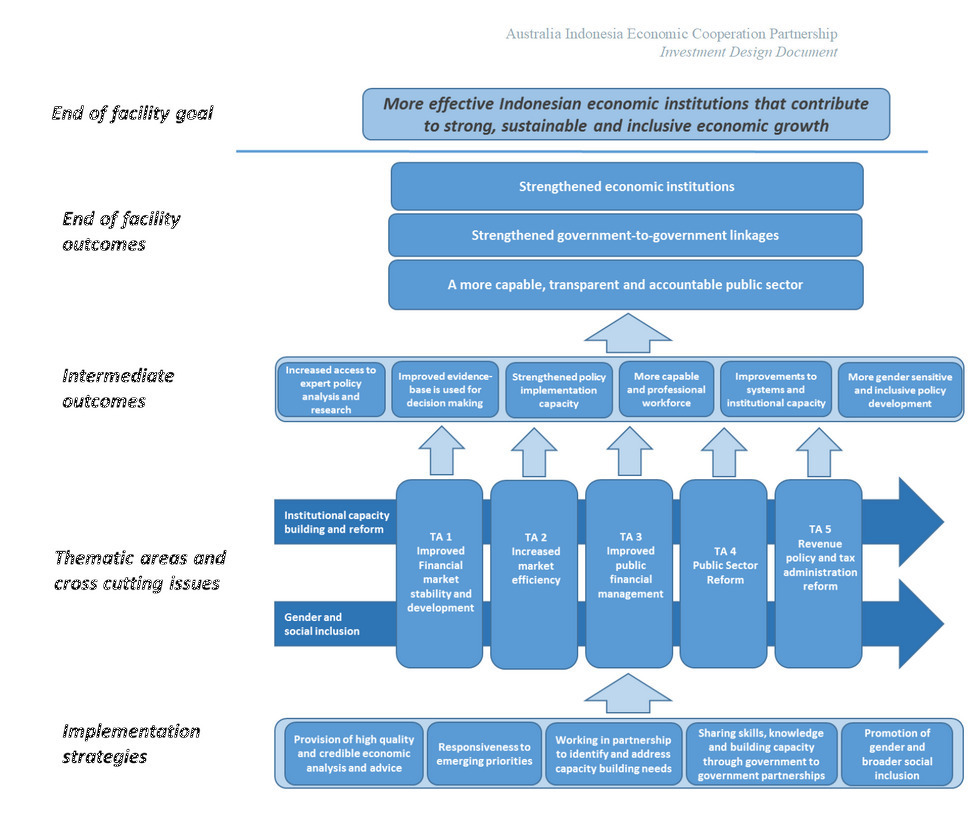 Australia Indonesia Economic Cooperation Partnership
Investment Design Document
End of facility goal
More effective Indonesian economic institutions that contribute
to strong, sustainable and inclusive economic growth
End of facility
outcomes
Strengthened economic institutions
Strengthened government-to-government linkages
A more capable, transparent and accountable public sector
Intermediate
outcomes
Increased access to
expert policy
analysis and
research
Improved evidence-
base is used for
decision making
Strengthened policy
implementation
capacity
More capable
and professional
workforce
Improvements to
systems and
institutional capacity
More gender sensitive
and inclusive policy
development
Thematic areas and
cross cutting issues
Institutional capacity
building and reform
Gender and
social inclusion
TA 1
Improved
Financial
market
stability and
development
TA 2
Increased
market
efficiency
TA 3
Improved
public
financial
management
TA 4
Public Sector
Reform
TA 5
Revenue
policy and tax
administration
reform
Implementation
strategies
Provision of high quality
and credible economic
analysis and advice
Responsiveness to
emerging priorities
Working in partnership
to identify and address
capacity building needs
Sharing skills, knowledge
and building capacity
through government to
government partnerships
Promotion of
gender and
broader social
inclusion